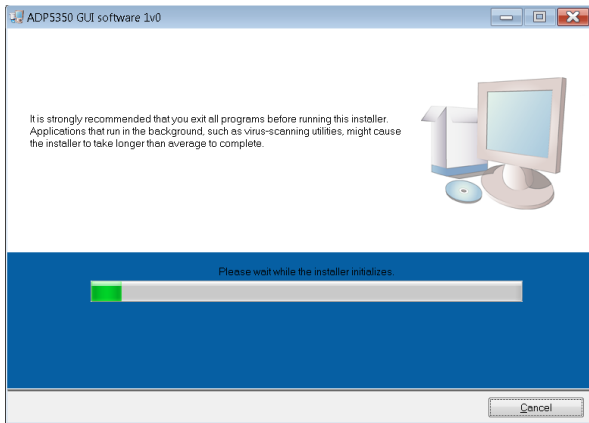 ADP5350 GUI software 1v0
It is strongly recommended that you exit all programs before running this installer.
Applications that run in the background, such as virus-scanning utilities, might cause
the installer to take longer than average to complete.
Please wait while the installer initializes.
Cancel